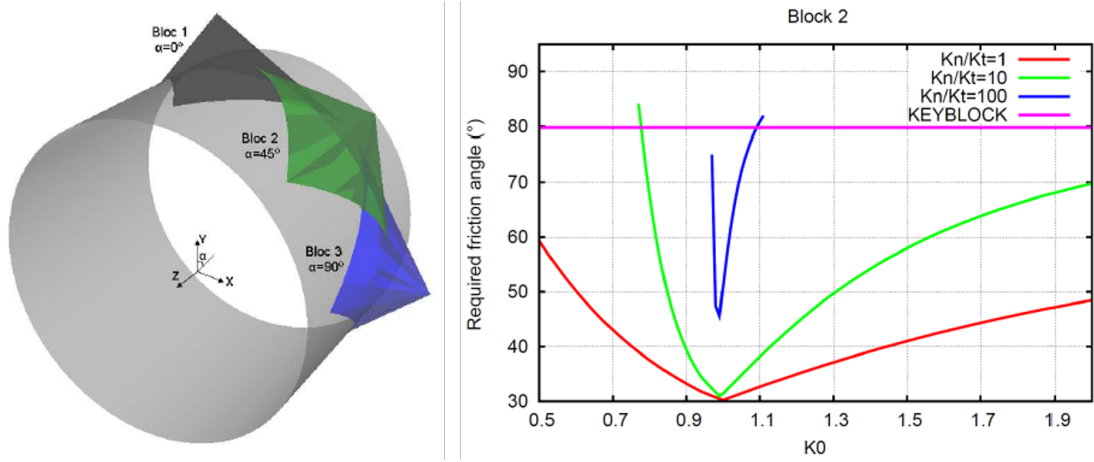 Bloc 1
α=0°
Bloc 2
α=45°
Bloc 3
α=90°
Y
α
Z
X
Block 2
Required friction angle (°)
90
80
70
60
50
40
30
0.5 0.7 0.9 1.1 1.3 1.5 1.7 1.9
K0
Kn/Kt=1
Kn/Kt=10
Kn/Kt=100
KEYBLOCK